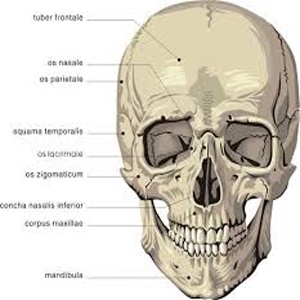 tuber frontale
os nasale
os parietale
squama temporalis
os lacrimale
os zigomaticum
concha nasalis inferior
corpus maxillae
mandibula